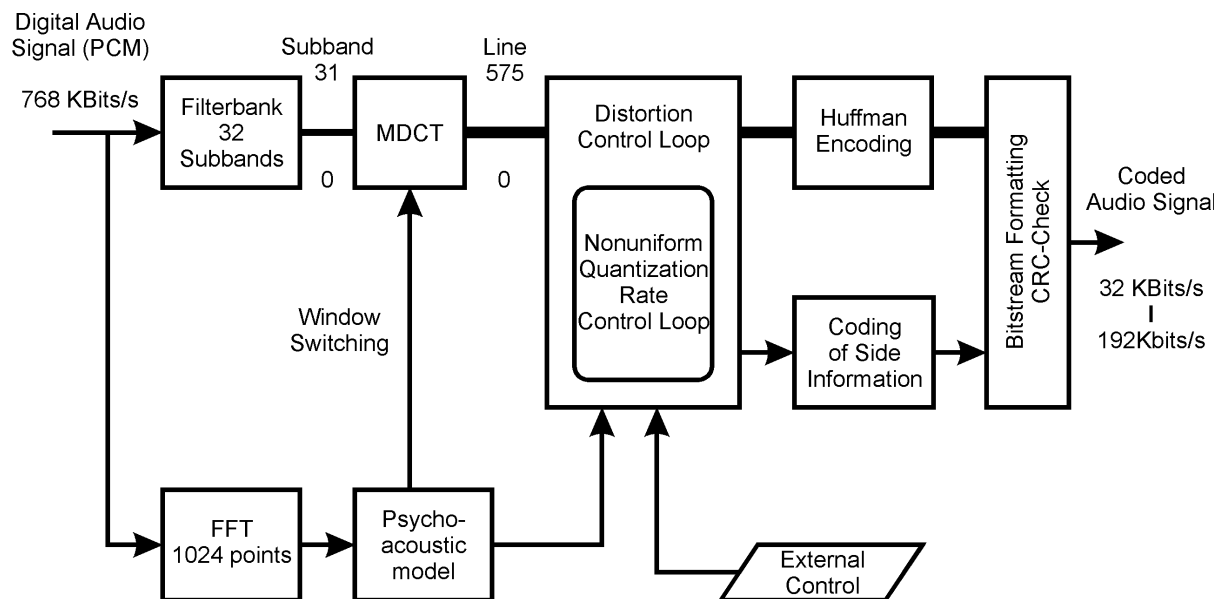 Digital Audio
Signal (PCM)
768 KBits/s
Filterbank
32
Subbands
Subband
31
0
MDCT
Line
575
0
Distortion
Control Loop
Nonuniform
Quantization
Rate
Control Loop
Huffman
Encoding
Coding
of Side
Information
Bitstream Formatting
CRC-Check
Coded
Audio Signal
32 KBits/s
192Kbits/s
Window
Switching
FFT
1024 points
Psycho-
acoustic
model
External
Control